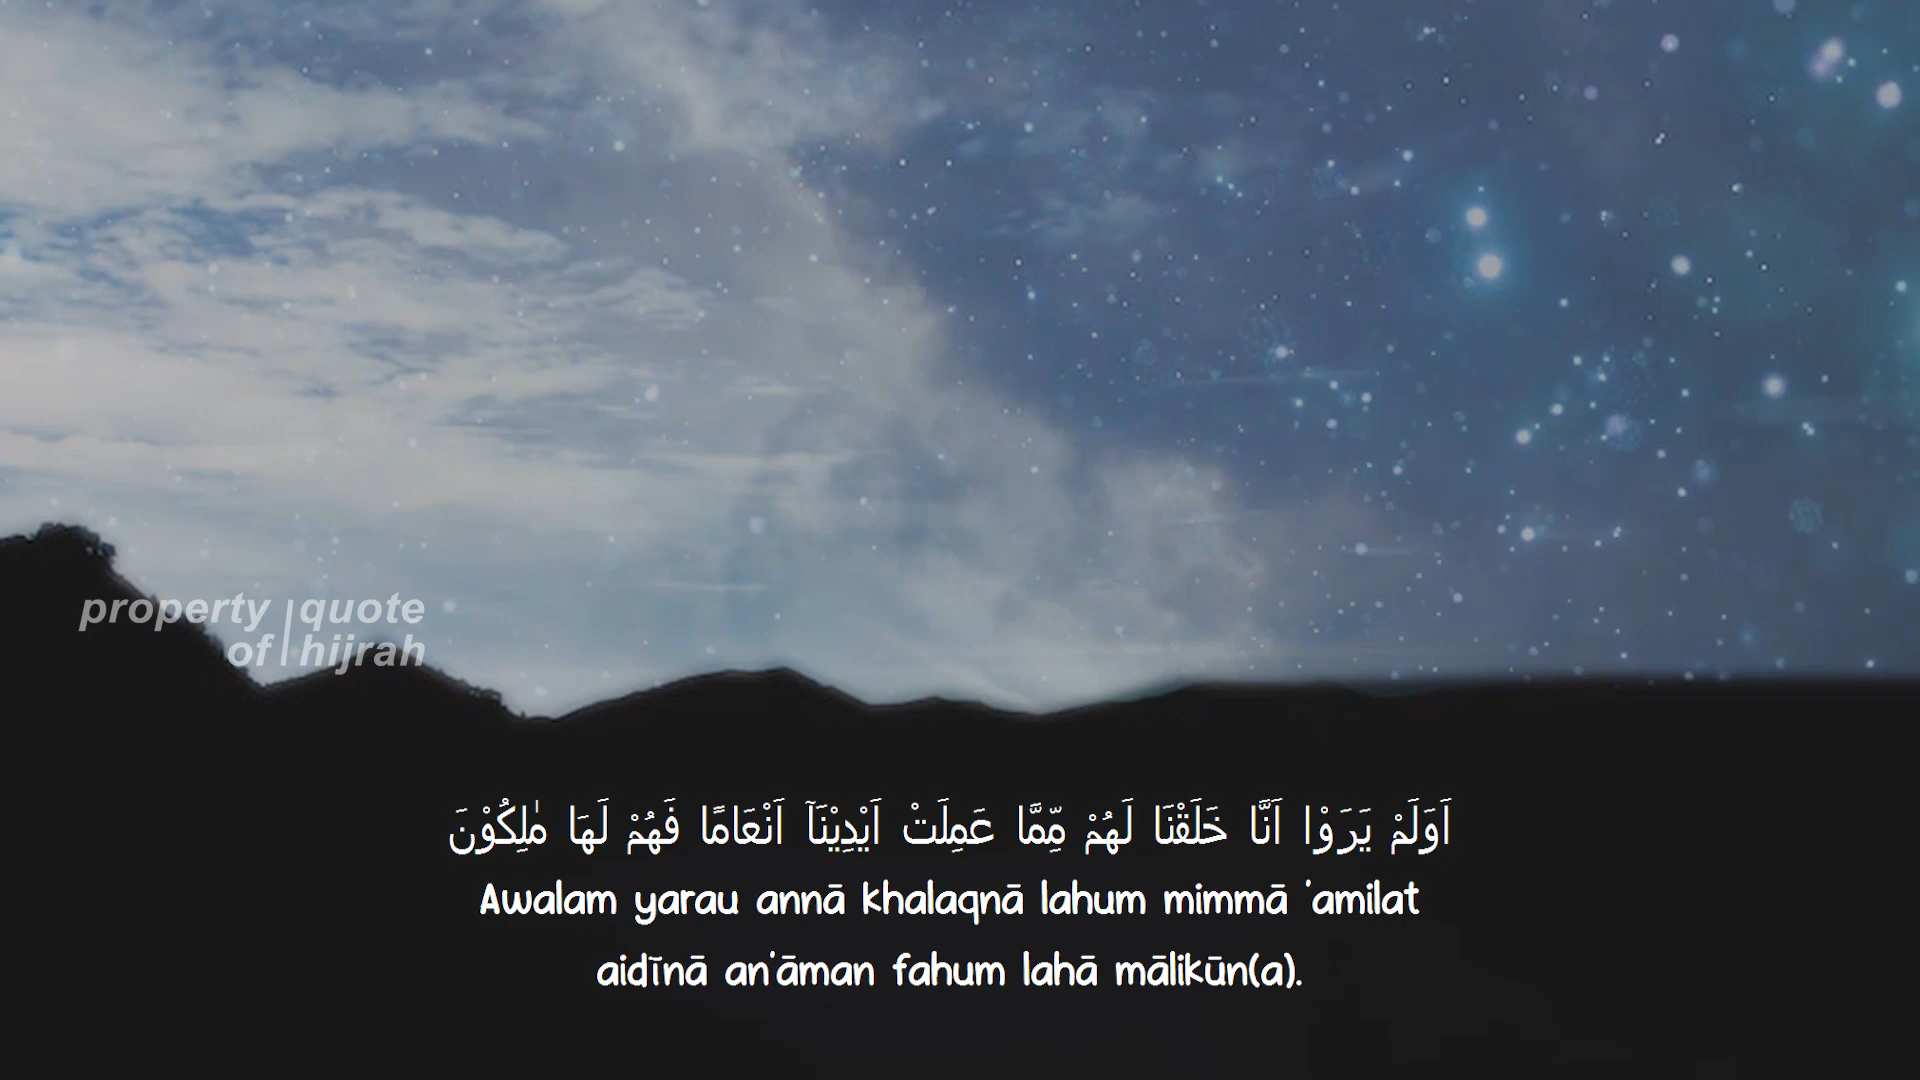 property quote
of hijrah
اَوَلَمْ يَرَوْا اَنَّا خَلَقْنَا لَهُمْ مِّمَّا عَمِلَتْ اَيْدِيْنَآ اَنْعَامًا فَهُمْ لَهَا مٰلِكُوْنَ
Awalam yarau annā khalaqnā lahum mimmā 'amilat
aidīnā an'āman fahum lahā mālikūn(a).